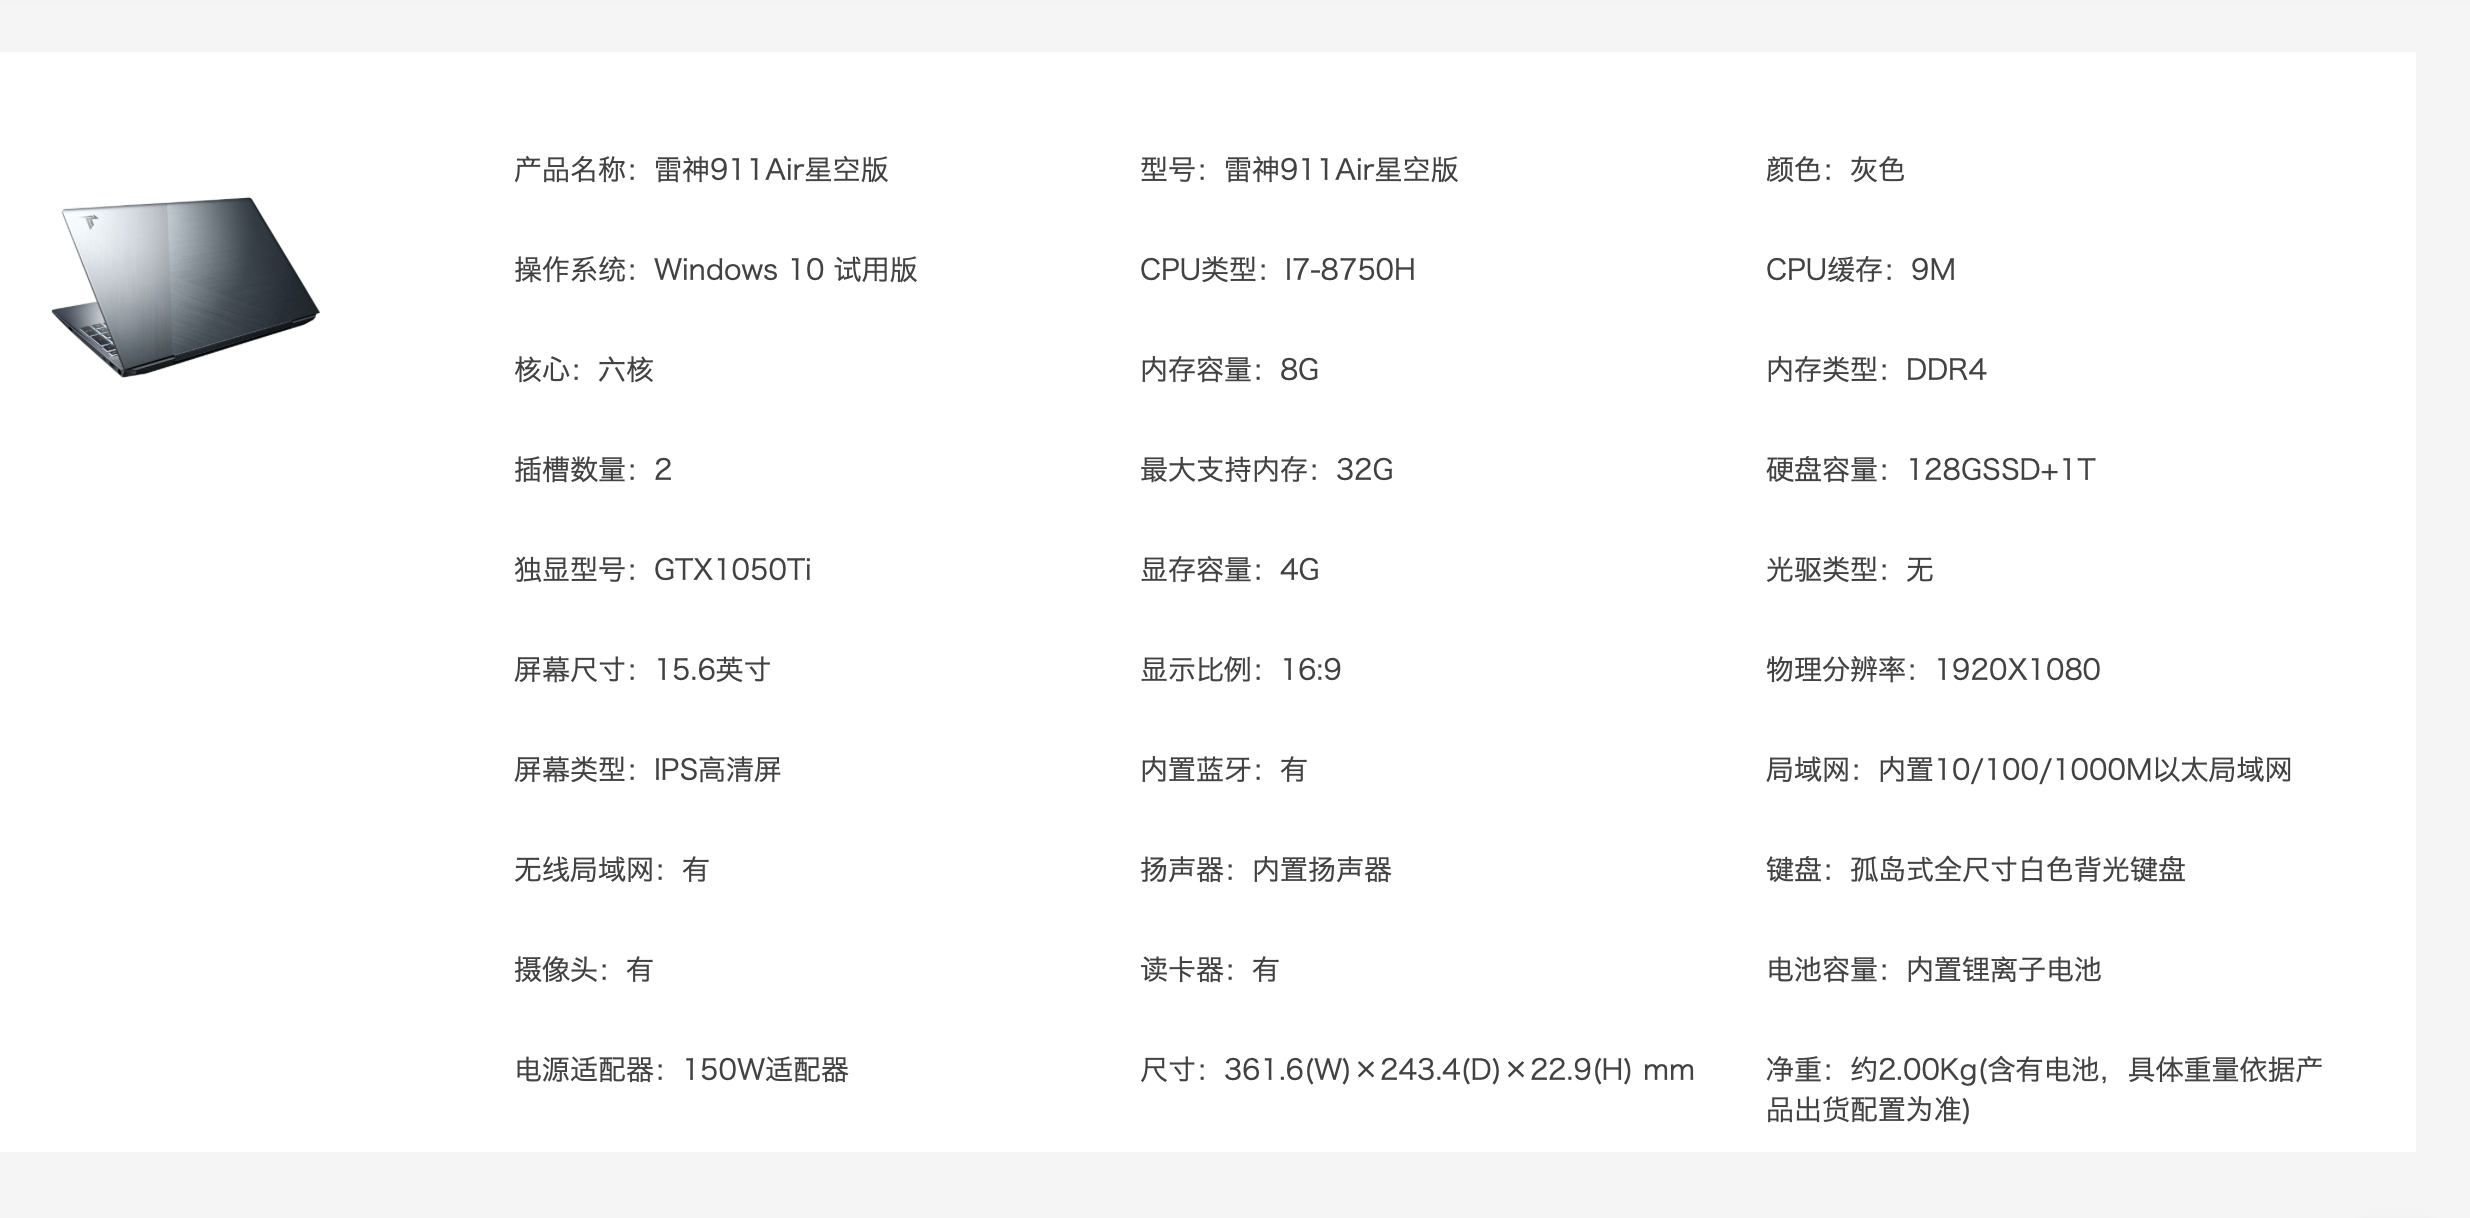 产品名称：雷神911Air星空版
型号：雷神911Air星空版
颜色：灰色
操作系统：Windows 10 试用版
CPU类型：I7-8750H
CPU缓存：9M
核心：六核
内存容量：8G
内存类型：DDR4
插槽数量：2
最大支持内存：32G
硬盘容量：128GSSD+1T
独显型号：GTX1050Ti
显存容量：4G
光驱类型：无
屏幕尺寸：15.6英寸
显示比例：16:9
物理分辨率：1920X1080
屏幕类型：IPS高清屏
内置蓝牙：有
局域网：内置10/100/1000M以太局域网
无线局域网：有
扬声器：内置扬声器
键盘：孤岛式全尺寸白色背光键盘
摄像头：有
读卡器：有
电池容量：内置锂离子电池
电源适配器：150W适配器
尺寸：361.6(W)×243.4(D)×22.9(H) mm
净重：约2.00Kg(含有电池，具体重量依据产
品出货配置为准)